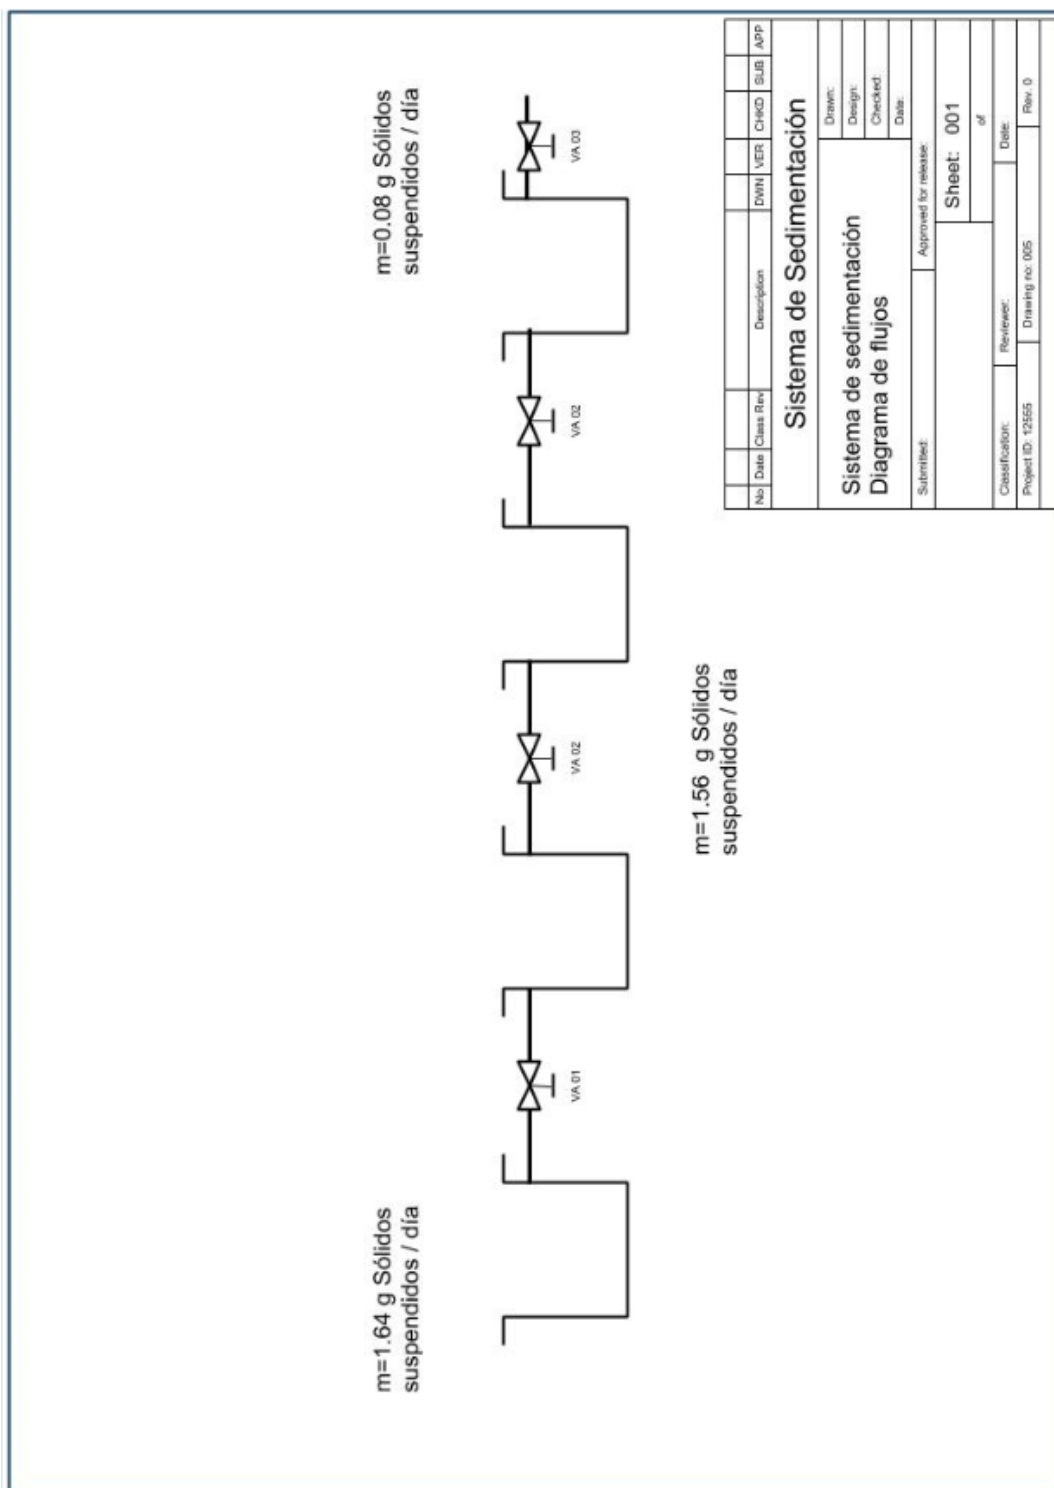 m=1.64 g Sólidos
suspendidos / día
m=0.08 g Sólidos
suspendidos / día
VA 01
VA 02
VA 02
VA 03
m=1.56 g Sólidos
suspendidos / día
No Date Class Rev Description DWN VER CHKD SUB APP
Sistema de Sedimentación
Sistema de sedimentación
Diagrama de flujos
Drawn:
Design:
Checked:
Date:
Submitted:
Approved for release:
Sheet: 001
of
Classification:
Reviewer:
Date:
Project ID: 12565
Drawing no: 005
Rev. 0